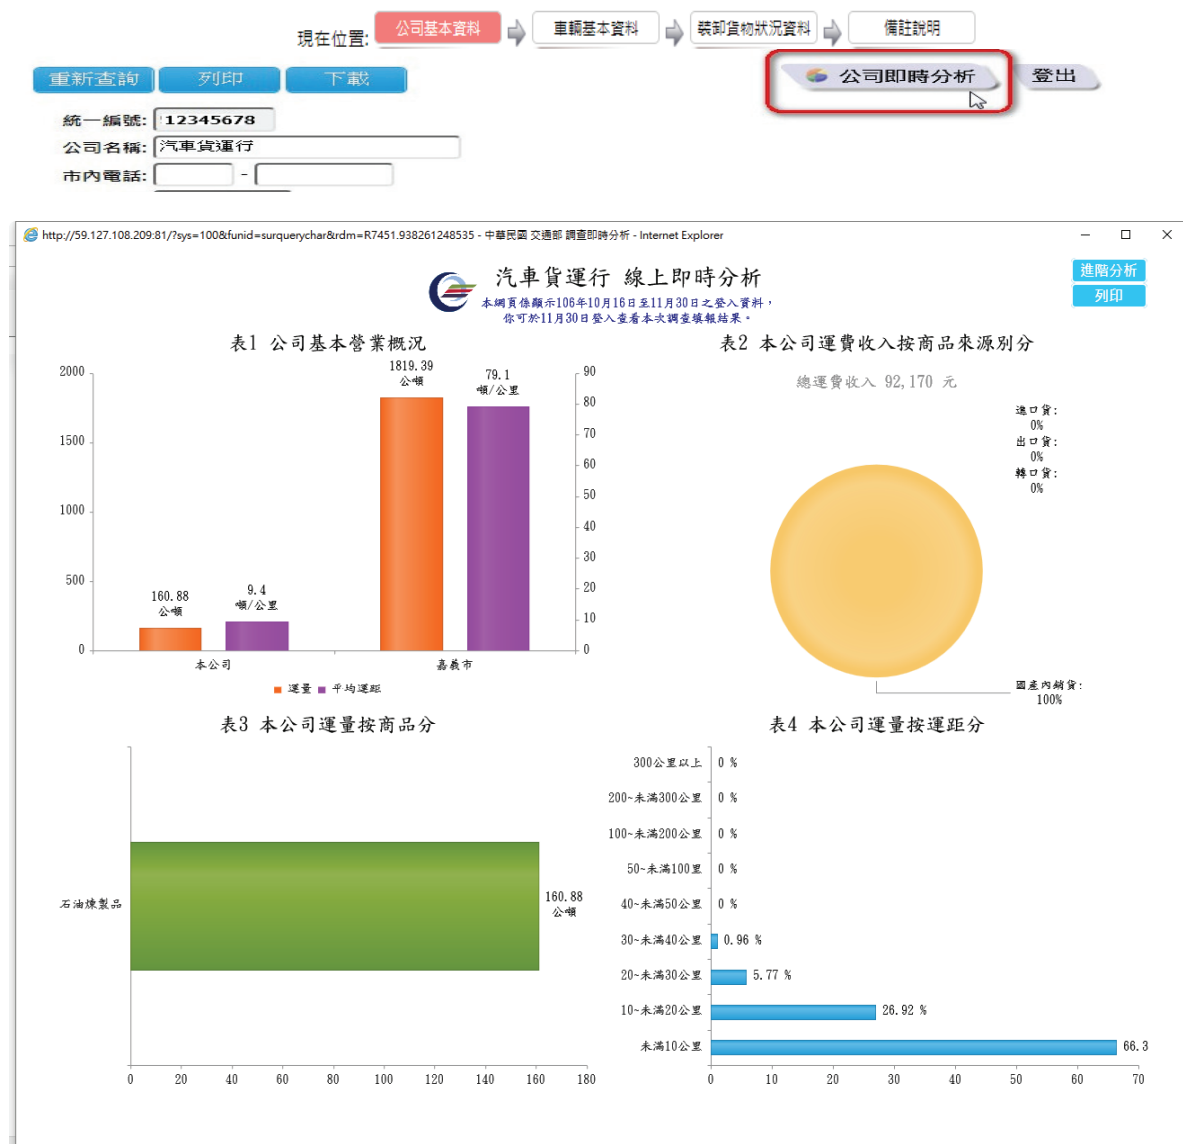 現在位置:
公司基本資料
車輛基本資料
裝卸貨物狀況資料
備註說明
重新查詢
列印
下載
公司即時分析
登出
統一編號: 12345678
公司名稱: 汽車貨運行
市內電話: -
http://59.127.108.209:81/?sys=100&funid=surquerychar&rdm=R7451.938261248535 - 中華民國 交通部 調查即時分析 - Internet Explorer
汽車貨運行 線上即時分析
進階分析
列印
本網頁係顯示106年10月16日至11月30日之登入資料，
你可於11月30日登入查看本次調查填報結果。
表1 公司基本營業概況
2000
1500
1000
500
0
160.88
公噸
9.4
噸/公里
1819.39
公噸
79.1
噸/公里
90
80
70
60
50
40
30
20
10
0
本公司
嘉義市
運量
平均運距
表2 本公司運費收入按商品來源別分
總運費收入 92,170 元
進口貨:
0%
出口貨:
0%
轉口貨:
0%
國產內銷貨:
100%
表3 本公司運量按商品分
石油煉製品
160.88
公噸
0 20 40 60 80 100 120 140 160 180
表4 本公司運量按運距分
300公里以上 0 %
200~未滿300公里 0 %
100~未滿200公里 0 %
50~未滿100里 0 %
40~未滿50公里 0 %
30~未滿40公里 0.96 %
20~未滿30公里 5.77 %
10~未滿20公里 26.92 %
未滿10公里 66.3
0 10 20 30 40 50 60 70